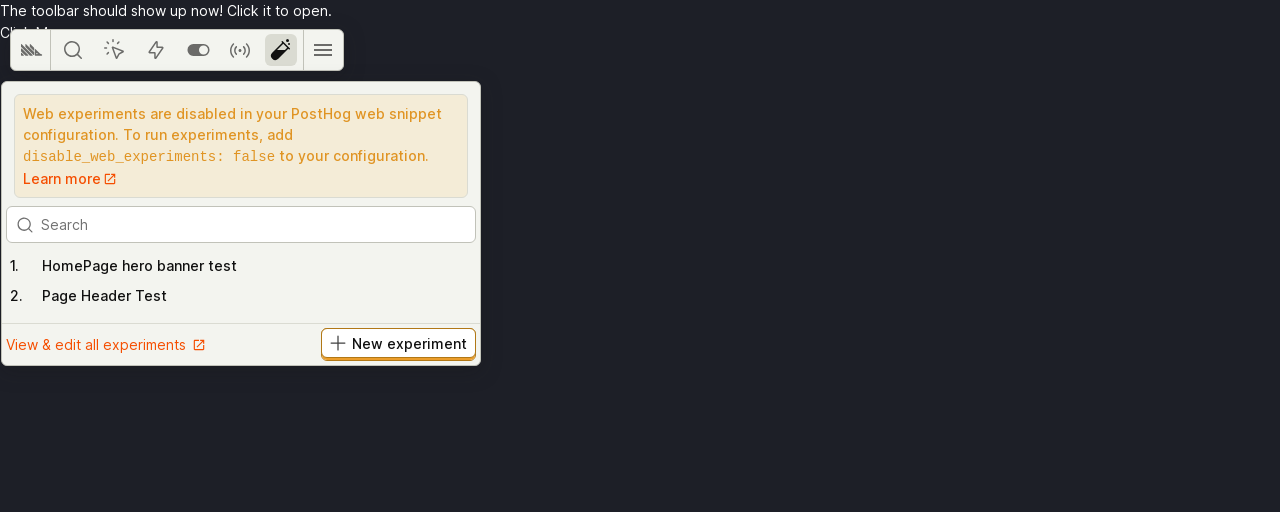 The toolbar should show up now! Click it to open.
Web experiments are disabled in your PostHog web snippet
configuration. To run experiments, add
disable_web_experiments: false to your configuration.
Learn more
Search
1. HomePage hero banner test
2. Page Header Test
View & edit all experiments
New experiment